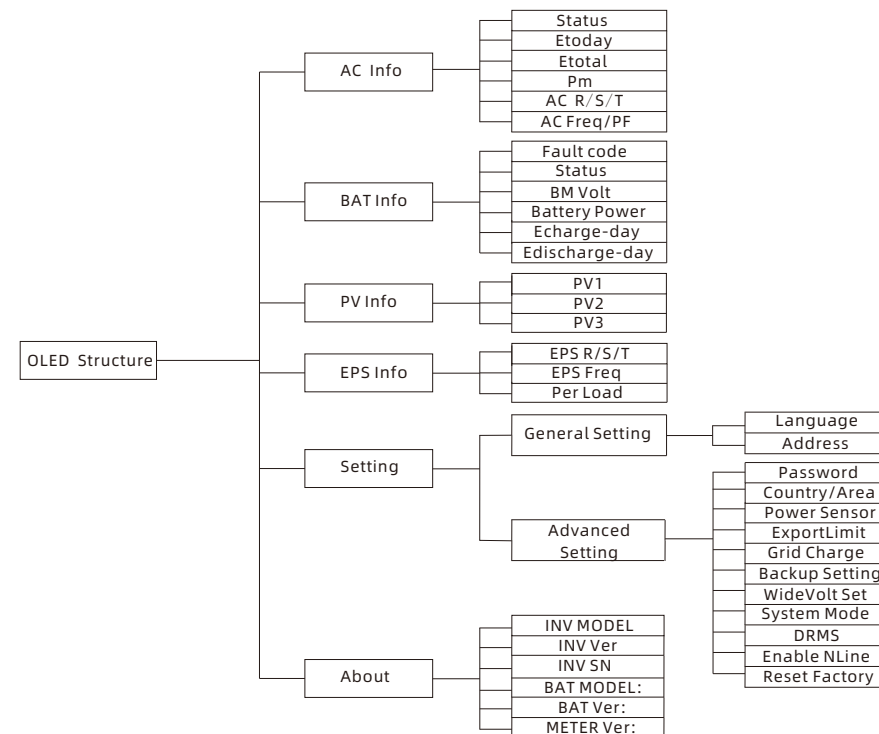 OLED Structure
AC Info
Status
Etoday
Etotal
Pm
AC R/S/T
AC Freq/PF
BAT Info
Fault code
Status
BM Volt
Battery Power
Echarge-day
Edischarge-day
PV Info
PV1
PV2
PV3
EPS Info
EPS R/S/T
EPS Freq
Per Load
Setting
General Setting
Language
Address
Advanced
Setting
Password
Country/Area
Power Sensor
ExportLimit
Grid Charge
Backup Setting
WideVolt Set
System Mode
DRMS
Enable NLine
Reset Factory
About
INV MODEL
INV Ver
INV SN
BAT MODEL:
BAT Ver:
METER Ver: